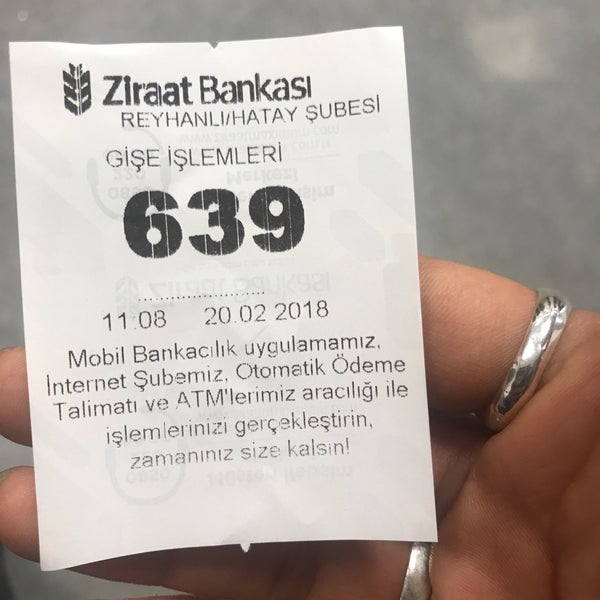 Ziraat Bankası
REYHANLI/HATAY ŞUBESİ
GİŞE İŞLEMLERİ
639
11:08 20.02.2018
Mobil Bankacılık uygulamamız,
İnternet Şubemiz, Otomatik Ödeme
Talimatı ve ATM'lerimiz aracılığı ile
işlemlerinizi gerçekleştirin,
zamanınız size kalsın!